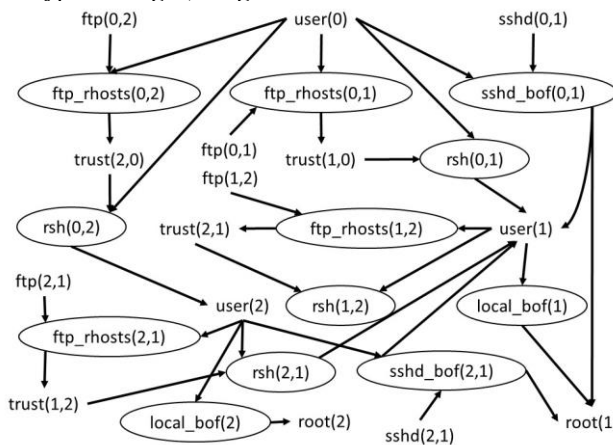 ftp(0,2) user(0) sshd(0,1)
ftp_rhosts(0,2) ftp_rhosts(0,1) sshd_bof(0,1)
ftp(0,1)
trust(2,0) trust(1,0) rsh(0,1)
ftp(1,2)
rsh(0,2) trust(2,1) ftp_rhosts(1,2) user(1)
ftp(2,1)
user(2) rsh(1,2) local_bof(1)
ftp_rhosts(2,1)
rsh(2,1) sshd_bof(2,1)
trust(1,2)
local_bof(2) root(2) sshd(2,1) root(1